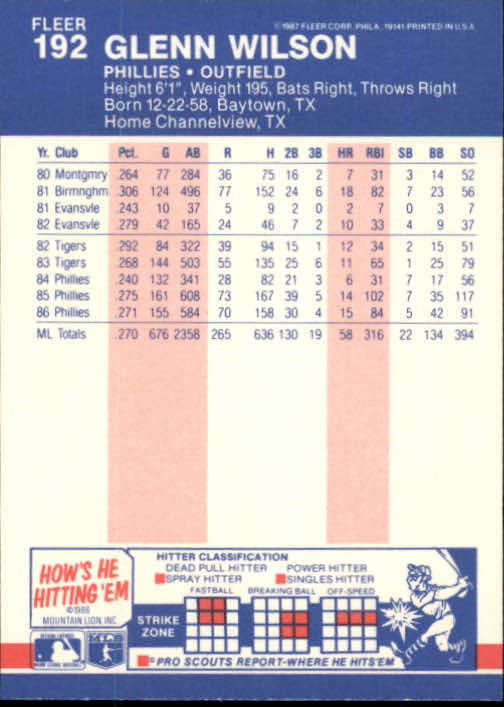 FLEER
192 GLENN WILSON
©1987 FLEER CORP. PHILA. 19141-PRINTED IN U.S.A.
PHILLIES • OUTFIELD
Height 6'1", Weight 195, Bats Right, Throws Right
Born 12-22-58, Baytown, TX
Home Channelview, TX
Yr. Club Pct. G AB R H 2B 3B HR RBI SB BB SO
80 Montgmry .264 77 284 36 75 16 2 7 31 3 14 52
81 Birmnghm .306 124 496 77 152 24 6 18 82 7 23 56
81 Evansvle .243 10 37 5 9 2 0 2 7 0 3 7
82 Evansvle .279 42 165 24 46 7 2 10 33 4 9 37
82 Tigers .292 84 322 39 94 15 1 12 34 2 15 51
83 Tigers .268 144 503 55 135 25 6 11 65 1 25 79
84 Phillies .240 132 341 28 82 21 3 6 31 7 17 56
85 Phillies .275 161 608 73 167 39 5 14 102 7 35 117
86 Phillies .271 155 584 70 158 30 4 15 84 5 42 91
ML Totals .270 676 2358 265 636 130 19 58 316 22 134 394
HOW'S HE
HITTING 'EM
©1986
MOUNTAIN LION, INC
HITTER CLASSIFICATION
DEAD PULL HITTER POWER HITTER
SPRAY HITTER SINGLES HITTER
FASTBALL BREAKING BALL OFF-SPEED
STRIKE
ZONE
© PRO SCOUTS REPORT-WHERE HE HITS'EM